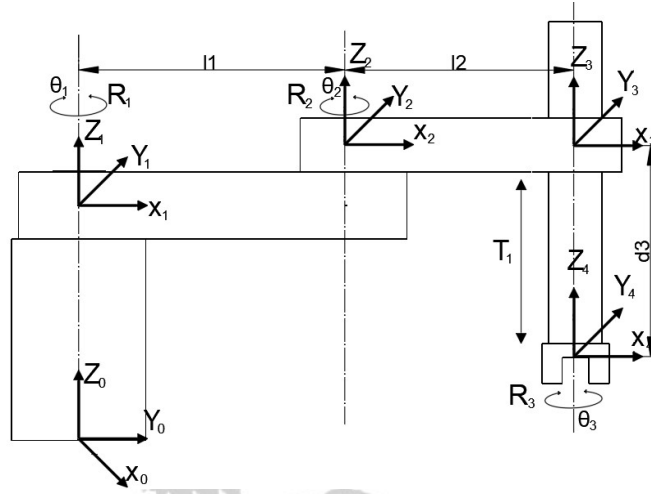 l1
l2
Z₂
Z₃
θ₁
R₁
R₂
θ₂
Y₂
Y₃
Z₁
Y₁
x₂
x
x₁
T₁
d3
Z₄
Y₄
x
Z₀
R₃
θ₃
Y₀
x₀